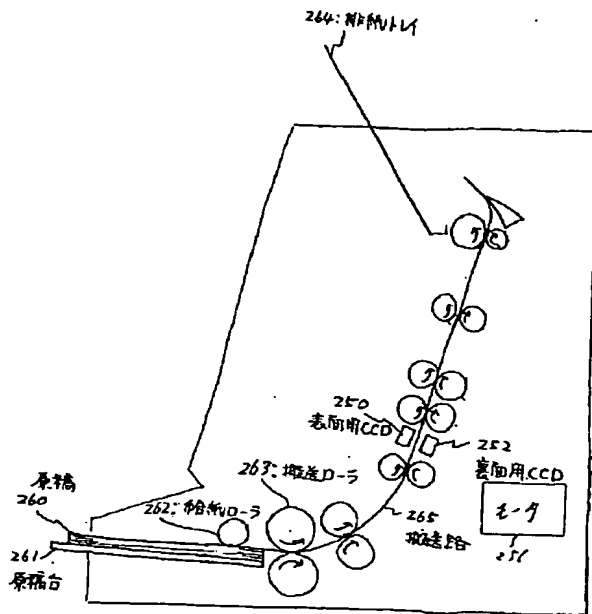 264:排紙トレイ
250
表面用CCD
252
裏面用CCD
263:搬送ローラ
原稿
260
262:給紙ローラ
265
搬送路
モータ
256
261
原稿台